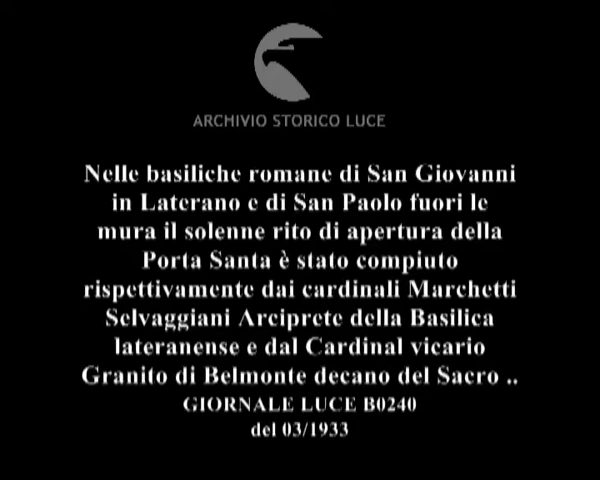 ARCHIVIO STORICO LUCE
Nelle basiliche romane di San Giovanni
in Laterano e di San Paolo fuori le
mura il solenne rito di apertura della
Porta Santa è stato compiuto
rispettivamente dai cardinali Marchetti
Selvaggiani Arciprete della Basilica
lateranense e dal Cardinal vicario
Granito di Belmonte decano del Sacro ..
GIORNALE LUCE B0240
del 03/1933